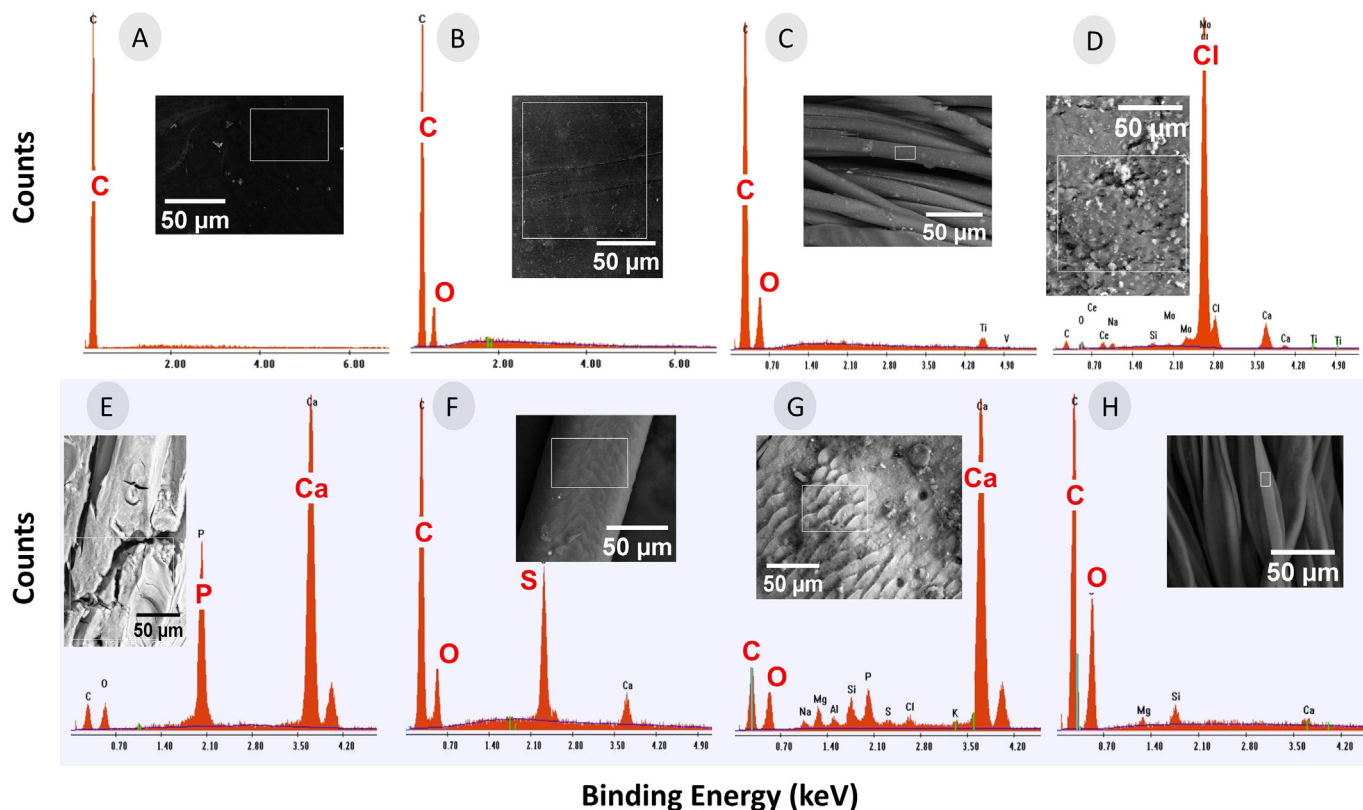 Counts
A
C
C
50 µm
2.00 4.00 6.00
B
C
C
O
50 µm
2.00 4.00 6.00
C
C
C
O
50 µm
Ti
V
0.70 1.40 2.10 2.80 3.50 4.20 4.90
D
Mo
Cl
50 µm
C
O
Ce
Ce
Na
Si
Mo
Mo
Cl
Ca
Ca
Ti
Ti
0.70 1.40 2.10 2.80 3.50 4.20 4.90
Counts
E
50 µm
C
O
P
P
Ca
Ca
0.70 1.40 2.10 2.80 3.50 4.20
F
C
C
O
S
50 µm
Ca
0.70 1.40 2.10 2.80 3.50 4.20 4.90
G
50 µm
C
O
Na
Mg
Al
Si
P
S
Cl
K
Ca
Ca
0.70 1.40 2.10 2.80 3.50 4.20
H
C
C
O
50 µm
Mg
Si
Ca
0.70 1.40 2.10 2.80 3.50 4.20
Binding Energy (keV)